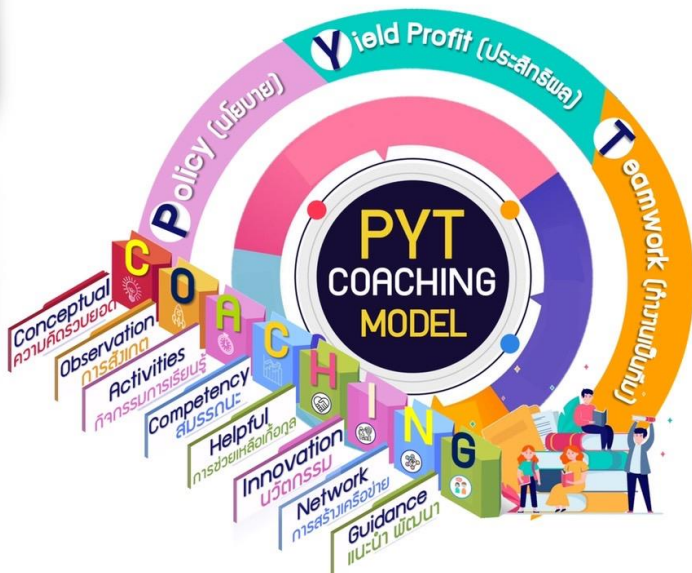 Policy (นโยบาย)
Yield Profit (ประสิทธิผล)
Teamwork (ทำงานเป็นทีม)
PYT
COACHING
MODEL
COACHING
Conceptual
ความคิดรวบยอด
Observation
การสังเกต
Activities
กิจกรรมการเรียนรู้
Competency
สมรรถนะ
Helpful
การช่วยเหลือเกื้อกูล
Innovation
นวัตกรรม
Network
การสร้างเครือข่าย
Guidance
แนะนำ พัฒนา